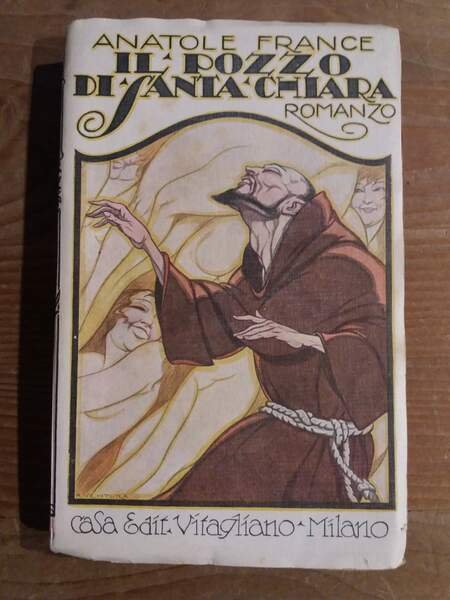 ANATOLE FRANCE
IL·POZZO
DI·SANTA·CHIARA
ROMANZO
Casa Edit. Vitagliano · Milano